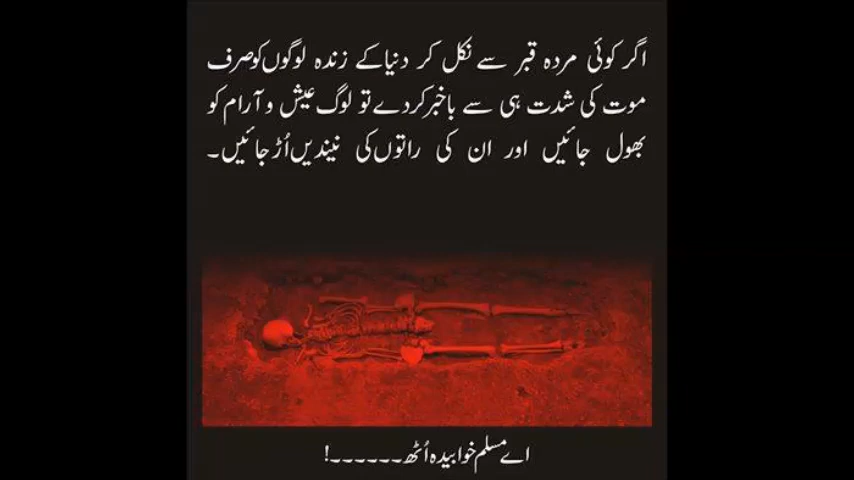 اگر کوئی مردہ قبر سے نکل کر دنیا کے زندہ لوگوں کو صرف
موت کی شدت ہی سے باخبر کردے تو لوگ عیش و آرام کو
بھول جائیں اور ان کی راتوں کی نیندیں اُڑ جائیں۔
اے مسلم خوابیدہ اُٹھ۔۔۔۔۔۔!